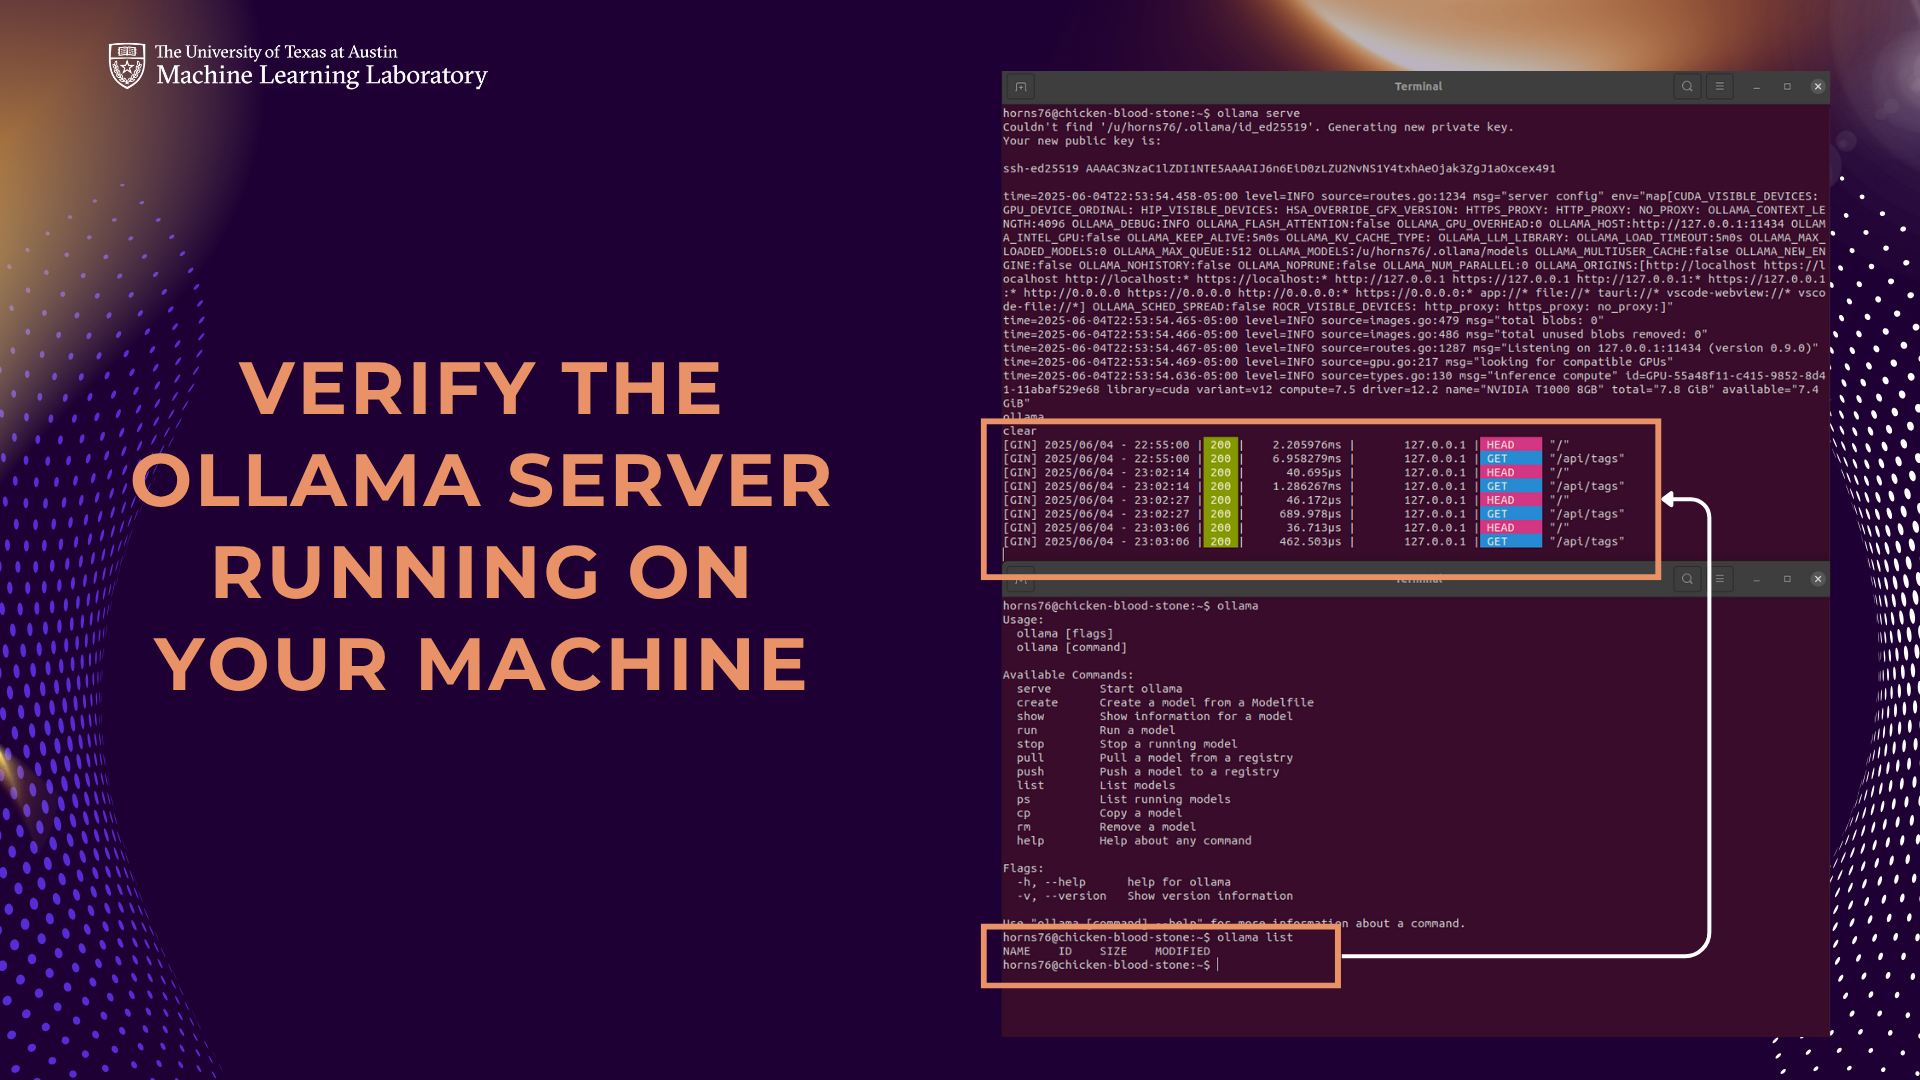 The University of Texas at Austin
Machine Learning Laboratory
VERIFY THE
OLLAMA SERVER
RUNNING ON
YOUR MACHINE
Terminal
horns76@chicken-blood-stone:~$ ollama serve
Couldn't find '/u/horns76/.ollama/id_ed25519'. Generating new private key.
Your new public key is:
ssh-ed25519 AAAAC3NzaC1lZDI1NTE5AAAAIJ6n6EiD0zLZU2NvNS1Y4txhAeOjak3ZgJ1aOxcex491
time=2025-06-04T22:53:54.458-05:00 level=INFO source=routes.go:1234 msg="server config" env="map[CUDA_VISIBLE_DEVICES:
GPU_DEVICE_ORDINAL: HIP_VISIBLE_DEVICES: HSA_OVERRIDE_GFX_VERSION: HTTPS_PROXY: HTTP_PROXY: NO_PROXY: OLLAMA_CONTEXT_LE
NGTH:4096 OLLAMA_DEBUG:INFO OLLAMA_FLASH_ATTENTION:false OLLAMA_GPU_OVERHEAD:0 OLLAMA_HOST:http://127.0.0.1:11434 OLLAM
A_INTEL_GPU:false OLLAMA_KEEP_ALIVE:5m0s OLLAMA_KV_CACHE_TYPE: OLLAMA_LLM_LIBRARY: OLLAMA_LOAD_TIMEOUT:5m0s OLLAMA_MAX_
LOADED_MODELS:0 OLLAMA_MAX_QUEUE:512 OLLAMA_MODELS:/u/horns76/.ollama/models OLLAMA_MULTIUSER_CACHE:false OLLAMA_NEW_EN
GINE:false OLLAMA_NOHISTORY:false OLLAMA_NOPRUNE:false OLLAMA_NUM_PARALLEL:0 OLLAMA_ORIGINS:[http://localhost https://l
ocalhost http://localhost:* https://localhost:* http://127.0.0.1 https://127.0.0.1 http://127.0.0.1:* https://127.0.0.1
:* http://0.0.0.0 https://0.0.0.0 http://0.0.0.0:* https://0.0.0.0:* app://* file://* tauri://* vscode-webview://* vsco
de-file://*] OLLAMA_SCHED_SPREAD:false ROCR_VISIBLE_DEVICES: http_proxy: https_proxy: no_proxy:]"
time=2025-06-04T22:53:54.465-05:00 level=INFO source=images.go:479 msg="total blobs: 0"
time=2025-06-04T22:53:54.466-05:00 level=INFO source=images.go:486 msg="total unused blobs removed: 0"
time=2025-06-04T22:53:54.467-05:00 level=INFO source=routes.go:1287 msg="Listening on 127.0.0.1:11434 (version 0.9.0)"
time=2025-06-04T22:53:54.469-05:00 level=INFO source=gpu.go:217 msg="looking for compatible GPUs"
time=2025-06-04T22:53:54.636-05:00 level=INFO source=types.go:130 msg="inference compute" id=GPU-55a48f11-c415-9852-8d4
1-11abaf529e68 library=cuda variant=v12 compute=7.5 driver=12.2 name="NVIDIA T1000 8GB" total="7.8 GiB" available="7.4
GiB"
ollama
clear
[GIN] 2025/06/04 - 22:55:00 | 200 | 2.205976ms | 127.0.0.1 | HEAD "/"
[GIN] 2025/06/04 - 22:55:00 | 200 | 6.958279ms | 127.0.0.1 | GET "/api/tags"
[GIN] 2025/06/04 - 23:02:14 | 200 | 40.695µs | 127.0.0.1 | HEAD "/"
[GIN] 2025/06/04 - 23:02:14 | 200 | 1.286267ms | 127.0.0.1 | GET "/api/tags"
[GIN] 2025/06/04 - 23:02:27 | 200 | 46.172µs | 127.0.0.1 | HEAD "/"
[GIN] 2025/06/04 - 23:02:27 | 200 | 689.978µs | 127.0.0.1 | GET "/api/tags"
[GIN] 2025/06/04 - 23:03:06 | 200 | 36.713µs | 127.0.0.1 | HEAD "/"
[GIN] 2025/06/04 - 23:03:06 | 200 | 462.503µs | 127.0.0.1 | GET "/api/tags"
Terminal
horns76@chicken-blood-stone:~$ ollama
Usage:
ollama [flags]
ollama [command]
Available Commands:
serve Start ollama
create Create a model from a Modelfile
show Show information for a model
run Run a model
stop Stop a running model
pull Pull a model from a registry
push Push a model to a registry
list List models
ps List running models
cp Copy a model
rm Remove a model
help Help about any command
Flags:
-h, --help help for ollama
-v, --version Show version information
Use "ollama [command] --help" for more information about a command.
horns76@chicken-blood-stone:~$ ollama list
NAME ID SIZE MODIFIED
horns76@chicken-blood-stone:~$